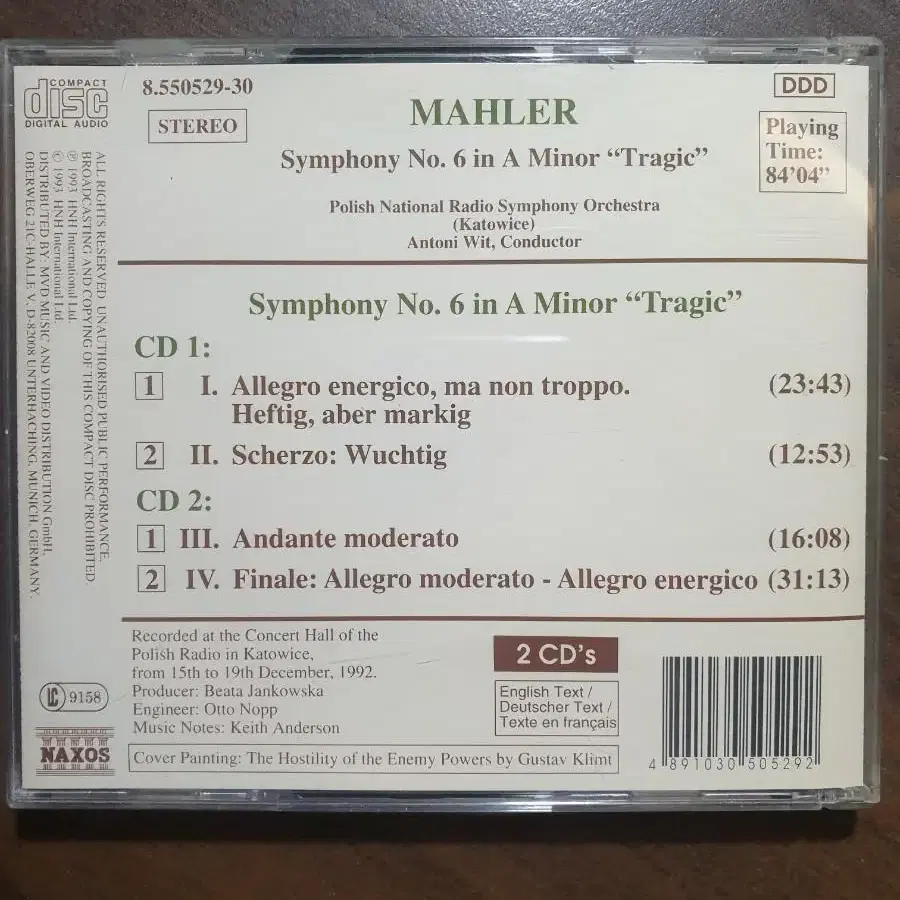 COMPACT
disc
DIGITAL AUDIO
8.550529-30
STEREO
MAHLER
Symphony No. 6 in A Minor “Tragic”
Polish National Radio Symphony Orchestra
(Katowice)
Antoni Wit, Conductor
DDD
Playing
Time:
84’04”
ALL RIGHTS RESERVED. UNAUTHORISED PUBLIC PERFORMANCE,
BROADCASTING AND COPYING OF THIS COMPACT DISC PROHIBITED.
℗ 1993 HNH International Ltd.
© 1993 HNH International Ltd.
DISTRIBUTED BY: MVD MUSIC AND VIDEO DISTRIBUTION GmbH,
OBERWEG 21C-HALLE V, D-82008 UNTERHACHING, MUNICH, GERMANY.
Symphony No. 6 in A Minor “Tragic”
CD 1:
1 I. Allegro energico, ma non troppo. (23:43)
Heftig, aber markig
2 II. Scherzo: Wuchtig (12:53)
CD 2:
1 III. Andante moderato (16:08)
2 IV. Finale: Allegro moderato - Allegro energico (31:13)
Recorded at the Concert Hall of the
Polish Radio in Katowice,
from 15th to 19th December, 1992.
Producer: Beata Jankowska
Engineer: Otto Nopp
Music Notes: Keith Anderson
Cover Painting: The Hostility of the Enemy Powers by Gustav Klimt
2 CD’s
English Text /
Deutscher Text /
Texte en français
LC 9158
NAXOS
4 891030 505292